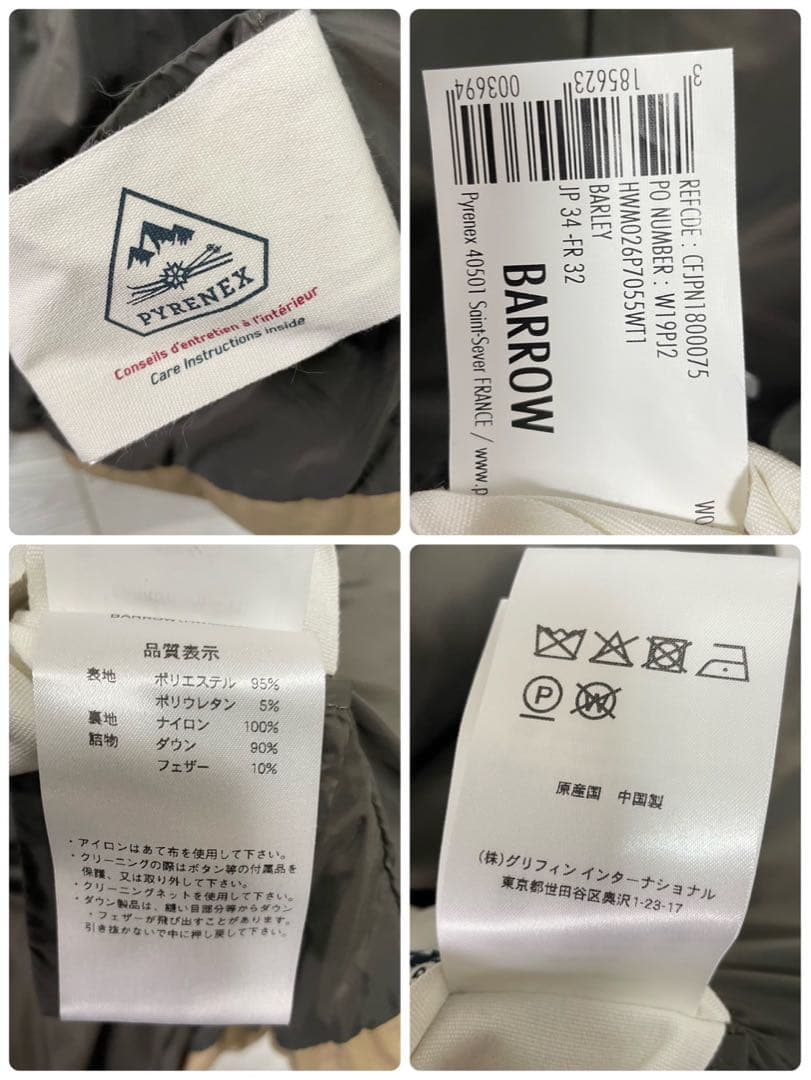 PYRENEX
Conseils d'entretien à l'intérieur
Care Instructions inside
3 185623 003694
REFCDE : CFJPN1800075
PO NUMBER : W19PJ2
HWM026P7055WT1
BARLEY
JP 34 -FR 32
BARROW
Pyrenex 40501 Saint-Sever FRANCE / www.p
WO
BARROW
品質表示
表地 ポリエステル 95%
ポリウレタン 5%
裏地 ナイロン 100%
詰物 ダウン 90%
フェザー 10%
・アイロンはあて布を使用して下さい。
・クリーニングの際はボタン等の付属品を
保護、又は取り外して下さい。
・クリーニングネットを使用して下さい。
・ダウン製品は、縫い目部分等からダウン
・フェザーが飛び出すことがあります。
引き抜かないで中に押し戻して下さい。
P W
原産国 中国製
(株)グリフィン インターナショナル
東京都世田谷区奥沢1-23-17